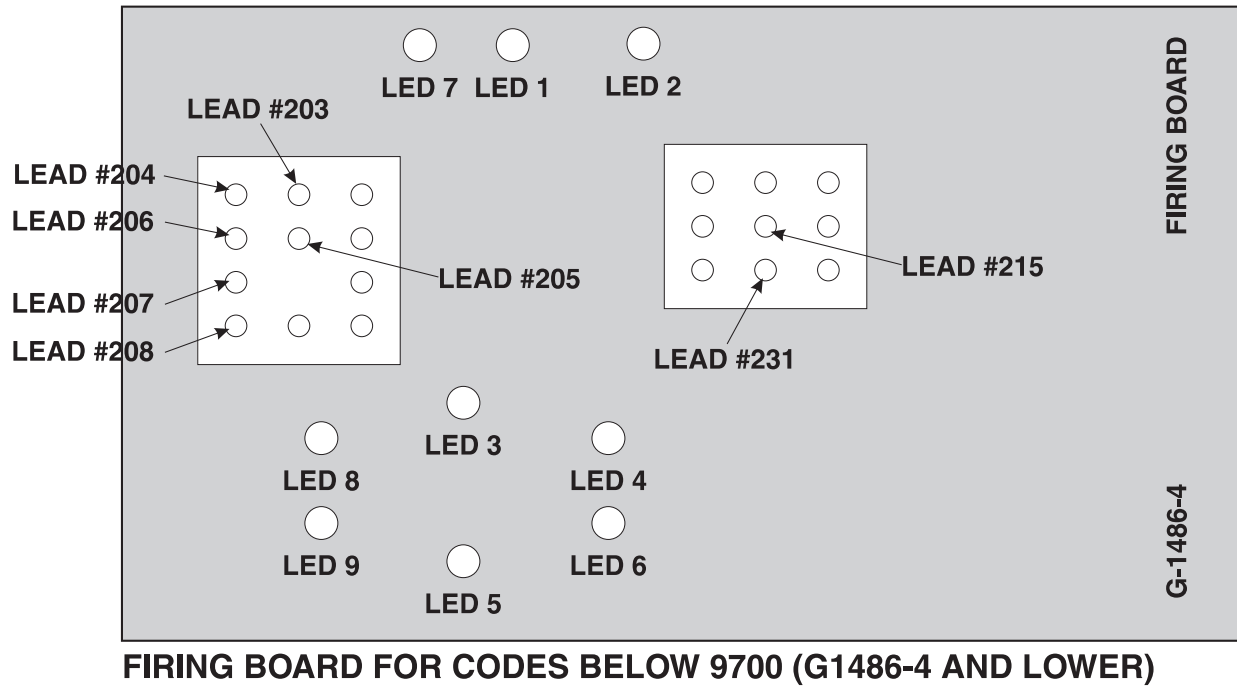 LED 7
LED 1
LED 2
FIRING BOARD
LEAD #203
LEAD #204
LEAD #206
LEAD #205
LEAD #207
LEAD #208
LEAD #215
LEAD #231
LED 3
LED 8
LED 4
LED 9
LED 6
LED 5
G-1486-4
FIRING BOARD FOR CODES BELOW 9700 (G1486-4 AND LOWER)